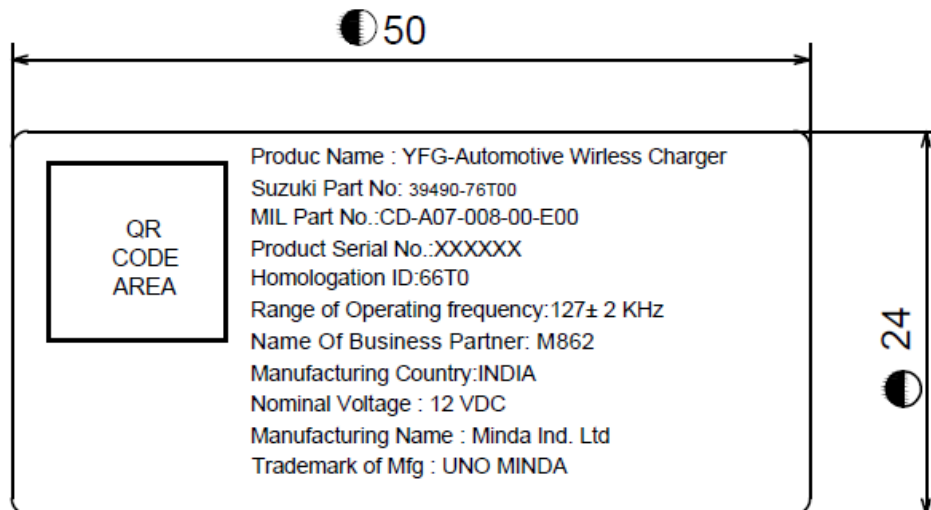 50
Produc Name : YFG-Automotive Wirless Charger
Suzuki Part No: 39490-76T00
MIL Part No.:CD-A07-008-00-E00
QR
CODE
AREA
Product Serial No.:XXXXXX
Homologation ID:66T0
Range of Operating frequency:127± 2 KHz
Name Of Business Partner: M862
Manufacturing Country:INDIA
Nominal Voltage : 12 VDC
Manufacturing Name : Minda Ind. Ltd
Trademark of Mfg : UNO MINDA
24